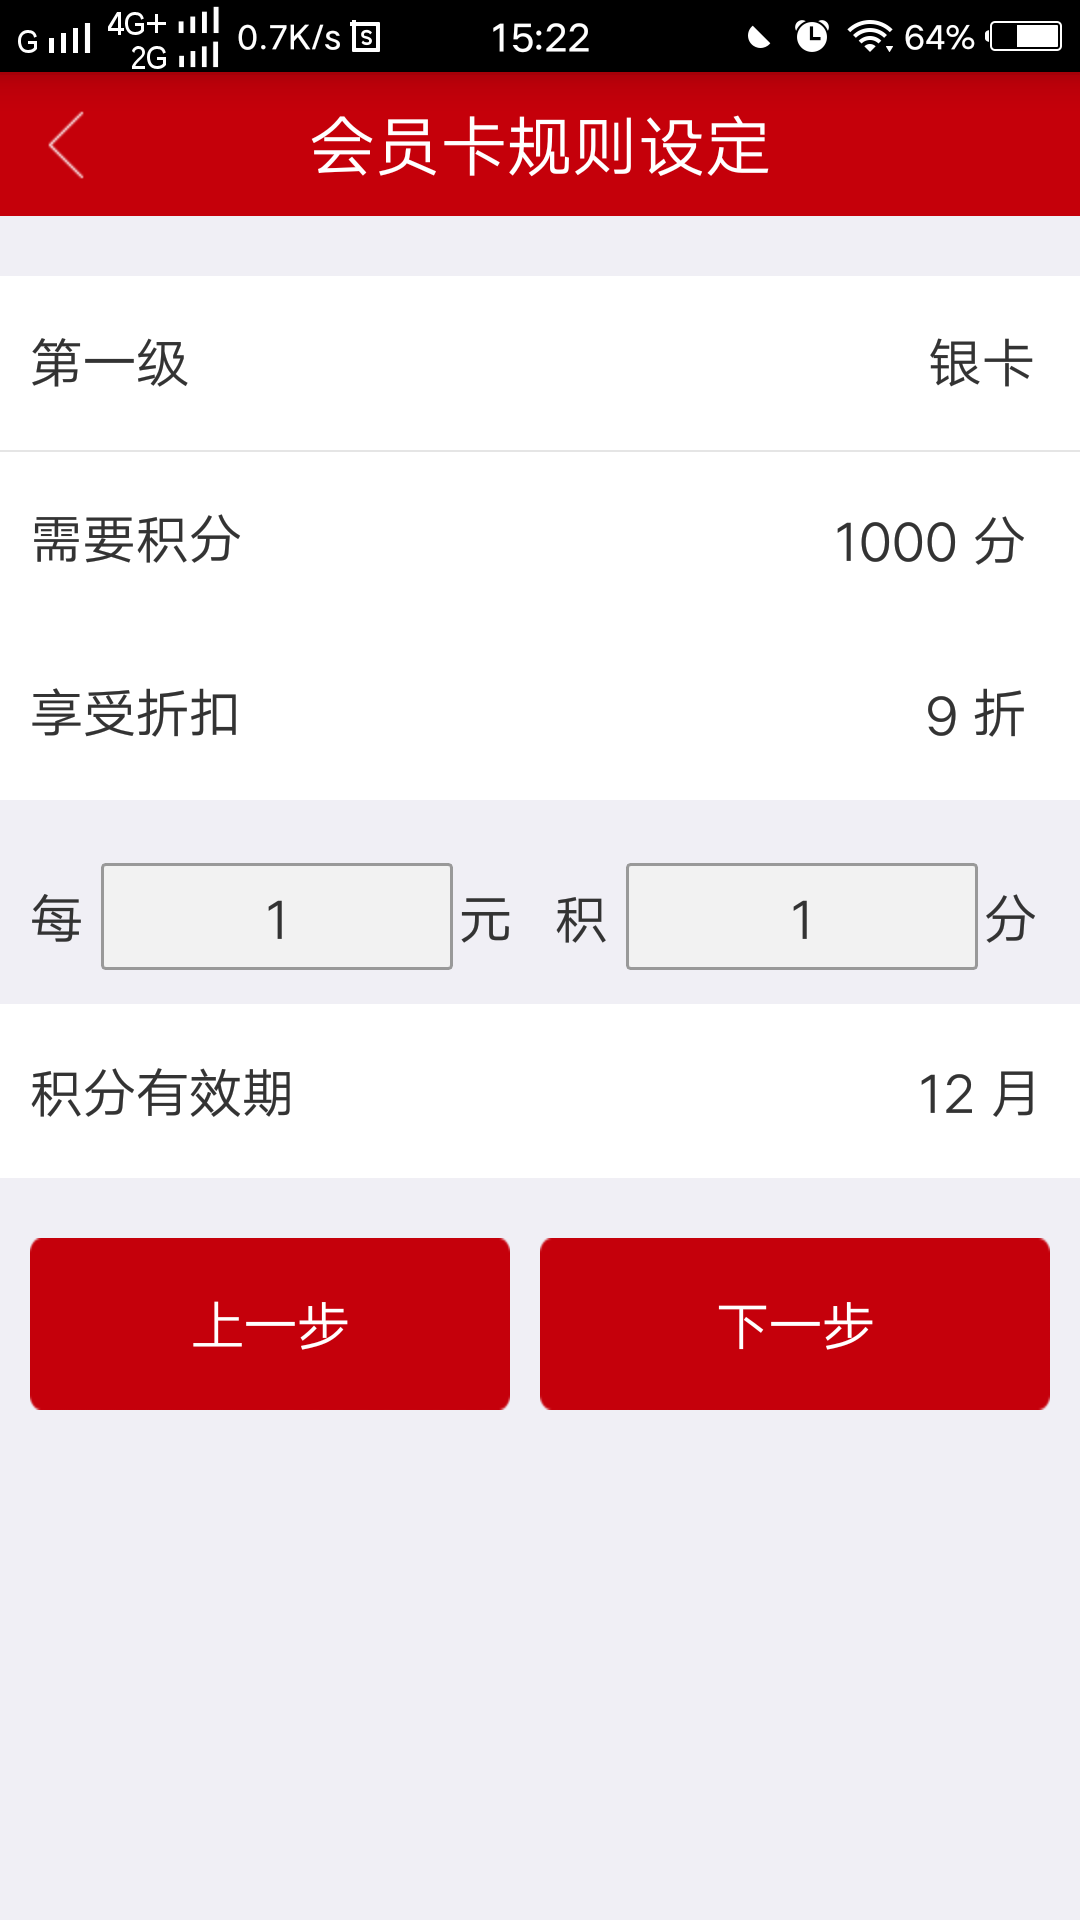 G 4G+ 2G 0.7K/s S 15:22 64%
会员卡规则设定
第一级 银卡
需要积分 1000 分
享受折扣 9 折
每 1 元 积 1 分
积分有效期 12 月
上一步 下一步